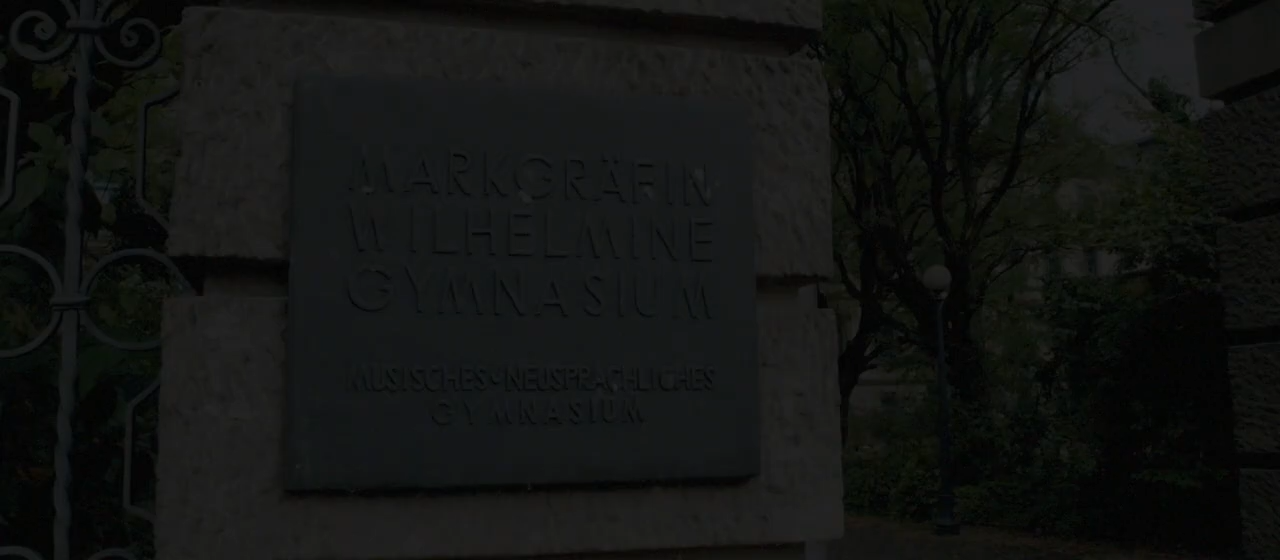 MARKGRÄFIN
WILHELMINE
GYMNASIUM
MUSISCHES- NEUSPRACHLICHES
GYMNASIUM